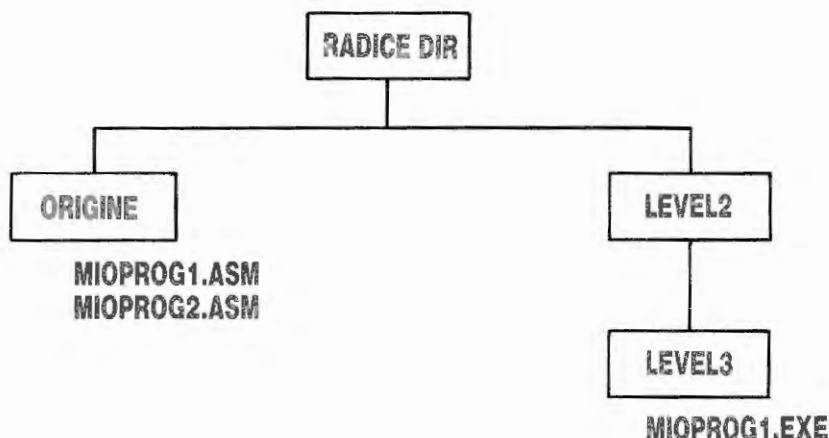 RADICE DIR
ORIGINE
LEVEL2
MIOPROG1.ASM
MIOPROG2.ASM
LEVEL3
MIOPROG1.EXE